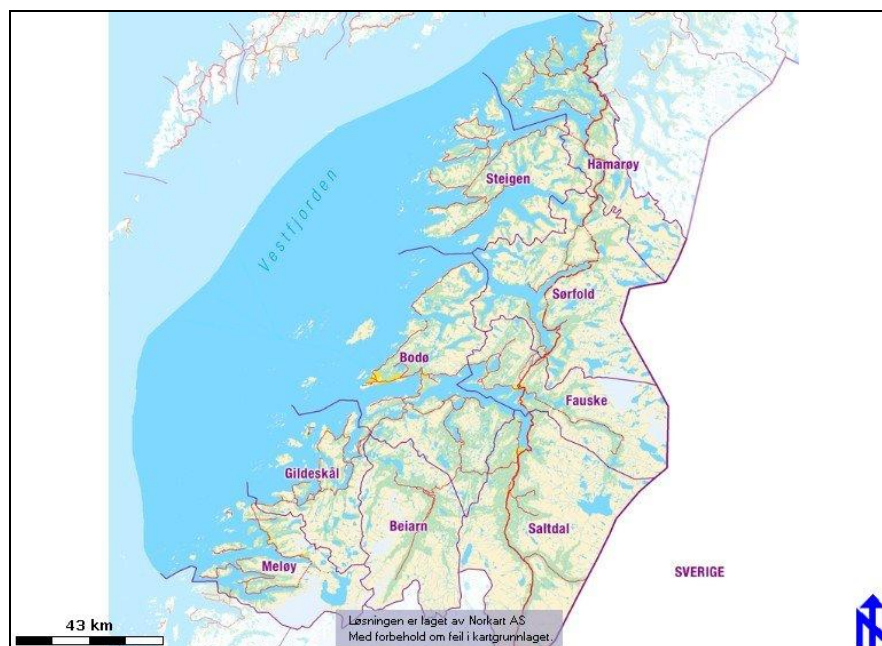 Hamarøy
Steigen
Vestfjorden
Sørfold
Bodø
Fauske
Gildeskål
Beiarn
Saltdal
Meløy
SVERIGE
43 km
Løsningen er laget av Norkart AS
Med forbehold om feil i kartgrunnlaget.
N